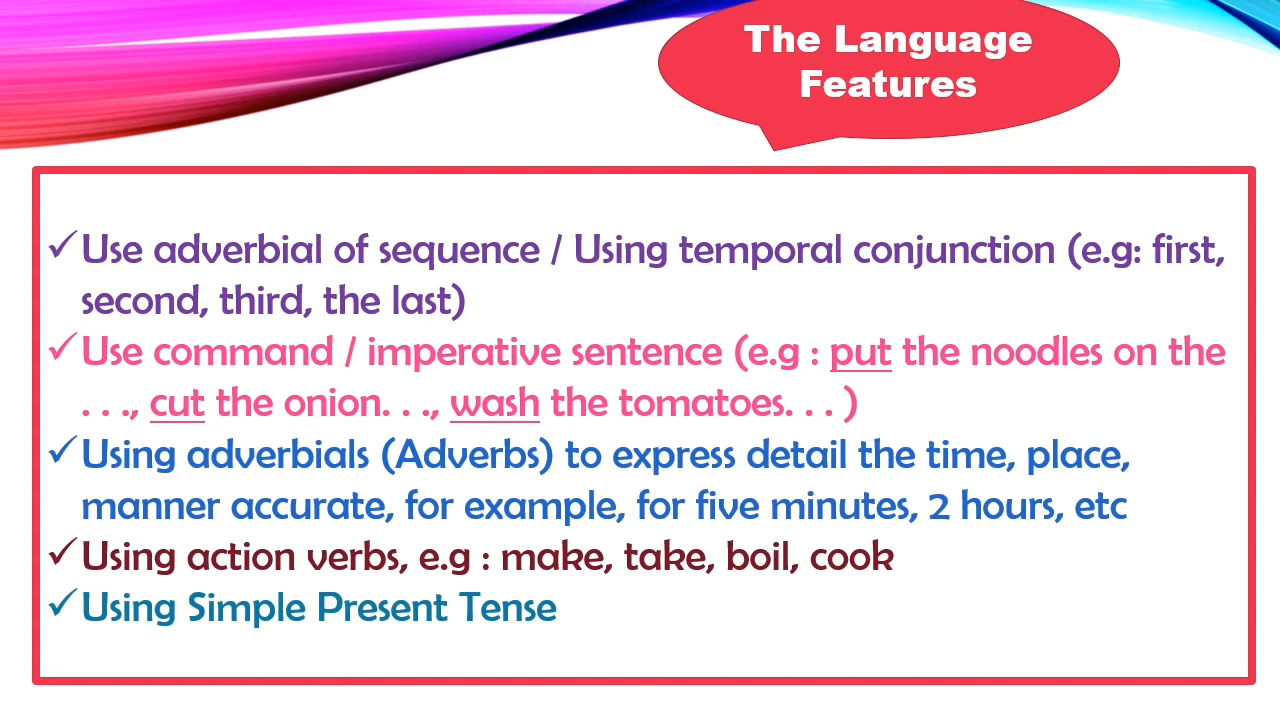 The Language
Features
✓Use adverbial of sequence / Using temporal conjunction (e.g: first,
second, third, the last)
✓Use command / imperative sentence (e.g : put the noodles on the
. . ., cut the onion. . ., wash the tomatoes. . . )
✓Using adverbials (Adverbs) to express detail the time, place,
manner accurate, for example, for five minutes, 2 hours, etc
✓Using action verbs, e.g : make, take, boil, cook
✓Using Simple Present Tense